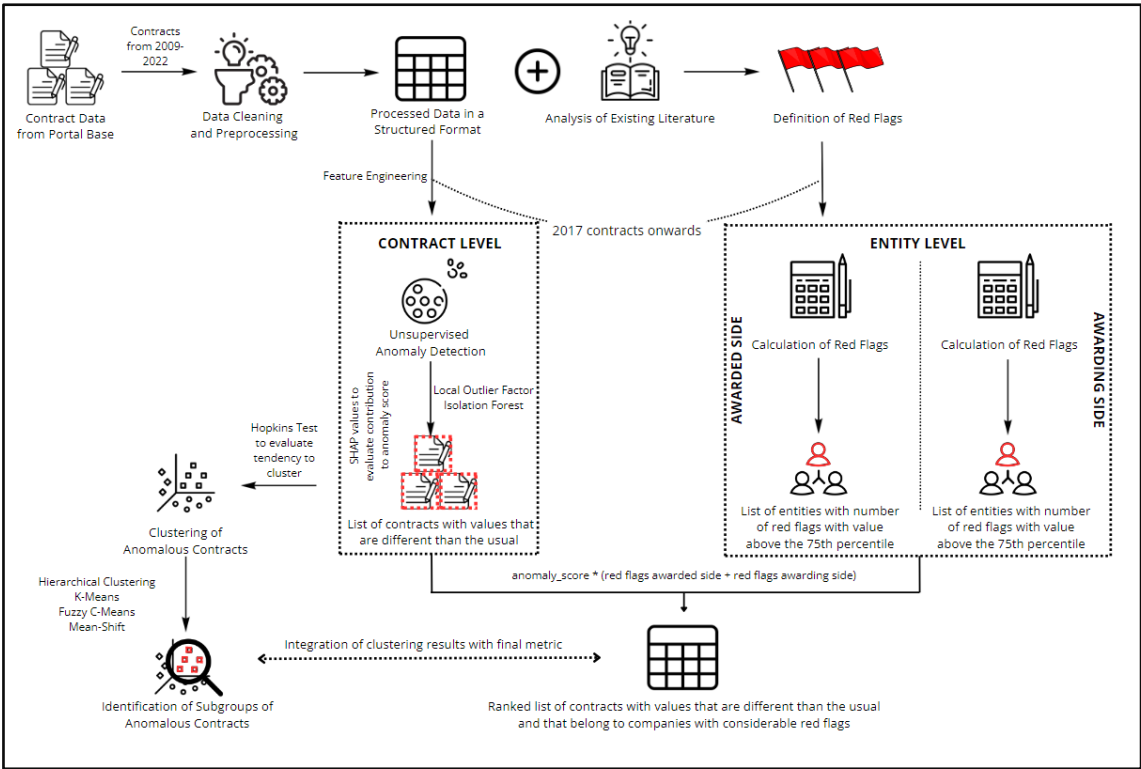 Contracts
from 2009-
2022
Contract Data
from Portal Base
Data Cleaning
and Preprocessing
Processed Data in a
Structured Format
Analysis of Existing Literature
Definition of Red Flags
Feature Engineering
2017 contracts onwards
CONTRACT LEVEL
Unsupervised
Anomaly Detection
Local Outlier Factor
Isolation Forest
SHAP values to
evaluate contribution
to anomaly score
List of contracts with values that
are different than the usual
ENTITY LEVEL
AWARDED SIDE
Calculation of Red Flags
List of entities with number
of red flags with value
above the 75th percentile
AWARDING SIDE
Calculation of Red Flags
List of entities with number
of red flags with value
above the 75th percentile
Hopkins Test
to evaluate
tendency to
cluster
Clustering of
Anomalous Contracts
Hierarchical Clustering
K-Means
Fuzzy C-Means
Mean-Shift
Identification of Subgroups of
Anomalous Contracts
anomaly_score * (red flags awarded side + red flags awarding side)
Integration of clustering results with final metric
Ranked list of contracts with values that are different than the usual
and that belong to companies with considerable red flags